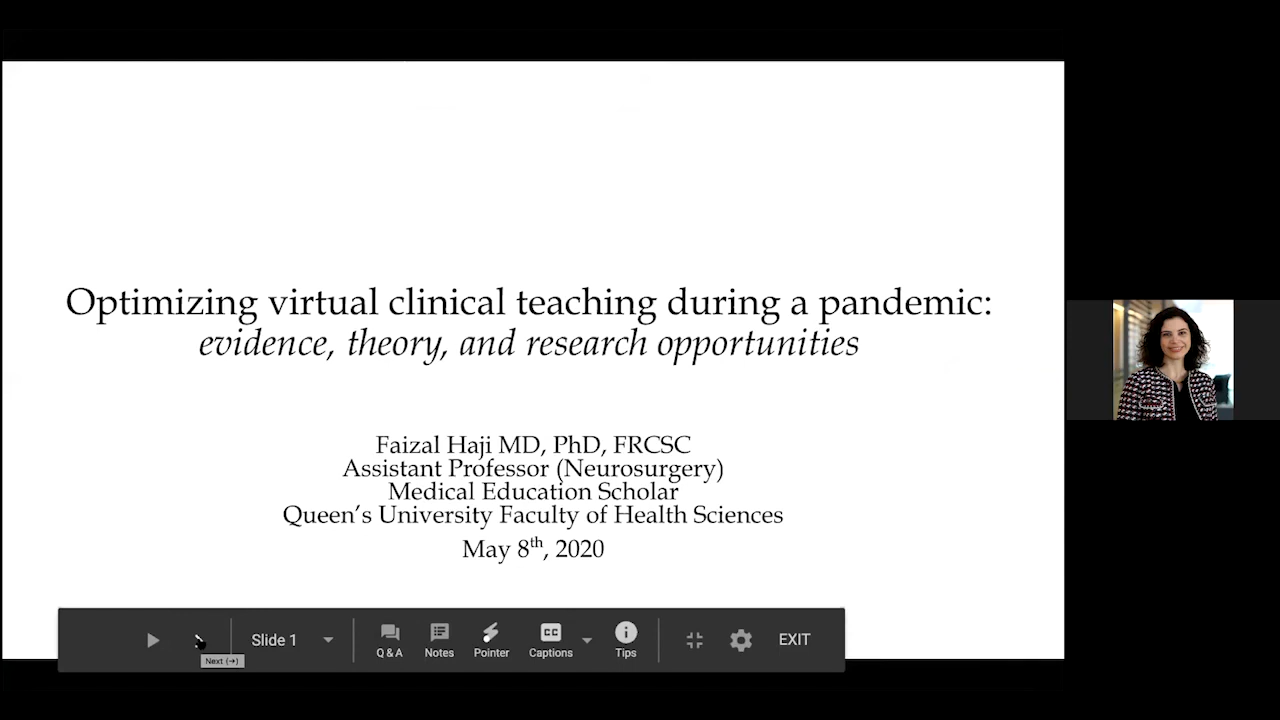 Optimizing virtual clinical teaching during a pandemic:
evidence, theory, and research opportunities
Faizal Haji MD, PhD, FRCSC
Assistant Professor (Neurosurgery)
Medical Education Scholar
Queen’s University Faculty of Health Sciences
May 8th, 2020
Slide 1
Q & A
Notes
Pointer
CC
Captions
Tips
EXIT
Next (→)